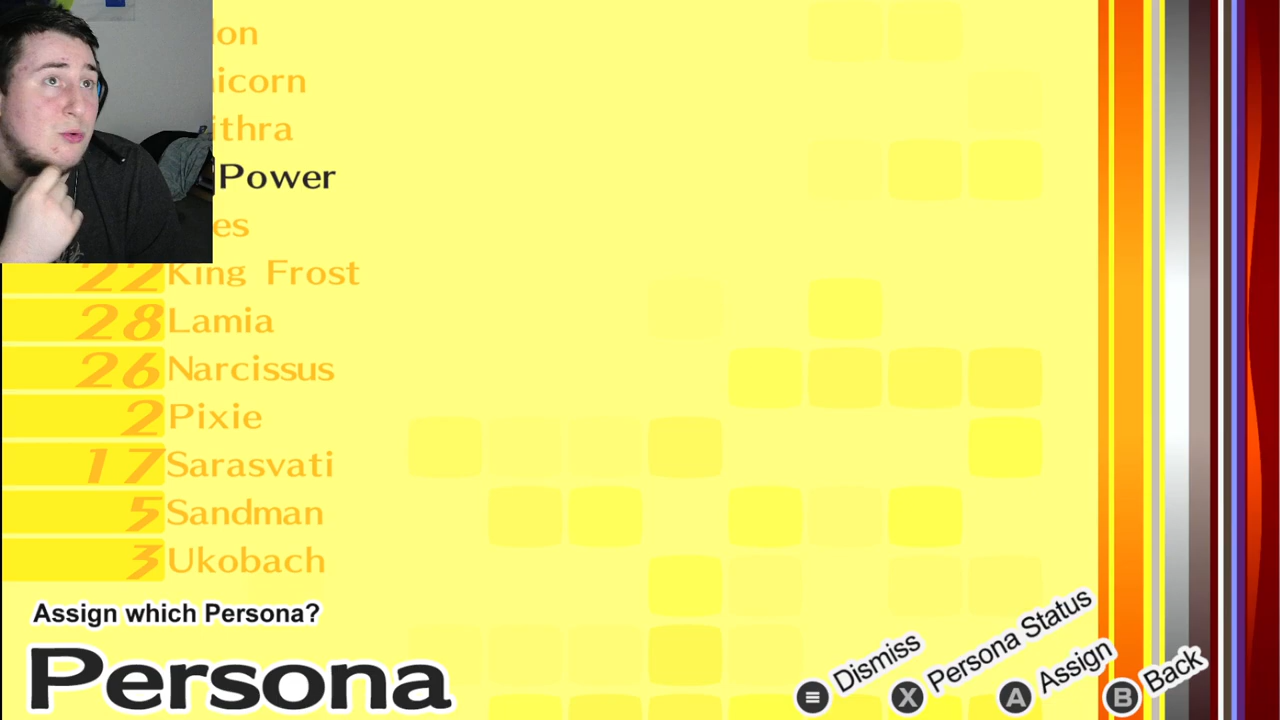 Power
22 King Frost
28 Lamia
26 Narcissus
2 Pixie
17 Sarasvati
5 Sandman
3 Ukobach
Assign which Persona?
Persona
≡ Dismiss
X Persona Status
A Assign
B Back